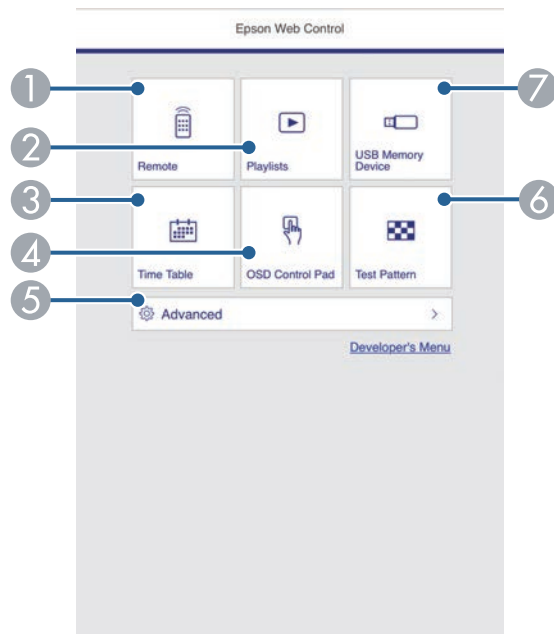 Epson Web Control
1
7
2
Remote
Playlists
USB Memory
Device
3
6
4
Time Table
OSD Control Pad
Test Pattern
5
Advanced
Developer's Menu